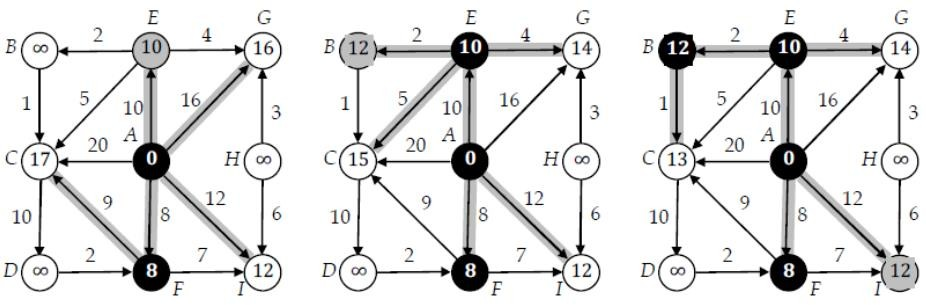 E G E G E G
B ∞ 2 10 4 16 B 12 2 10 4 14 B 12 2 10 4 14
1 5 10 16 3 1 5 10 16 3 1 5 10 16 3
A A A
C 17 20 0 H ∞ C 15 20 0 H ∞ C 13 20 0 H ∞
10 9 8 12 6 10 9 8 12 6 10 9 8 12 6
D ∞ 2 8 7 12 D ∞ 2 8 7 12 D ∞ 2 8 7 12
F I F I F I